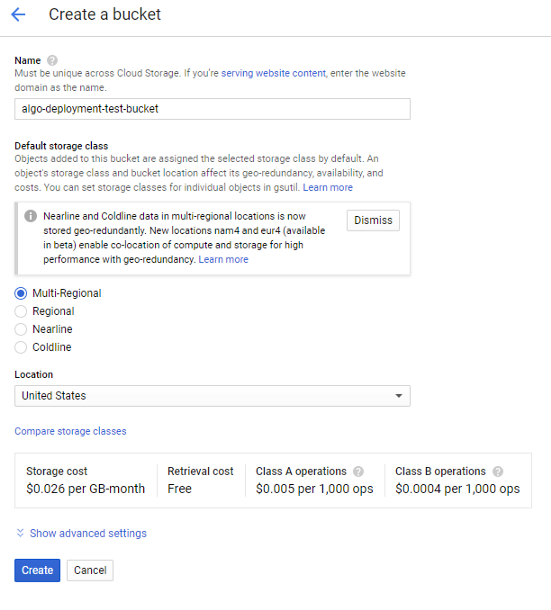 Create a bucket
Name
Must be unique across Cloud Storage. If you're serving website content, enter the website
domain as the name.
algo-deployment-test-bucket
Default storage class
Objects added to this bucket are assigned the selected storage class by default. An
object's storage class and bucket location affect its geo-redundancy, availability, and
costs. You can set storage classes for individual objects in gsutil. Learn more
Nearline and Coldline data in multi-regional locations is now
stored geo-redundantly. New locations nam4 and eur4 (available
in beta) enable co-location of compute and storage for high
performance with geo-redundancy. Learn more
Dismiss
Multi-Regional
Regional
Nearline
Coldline
Location
United States
Compare storage classes
Storage cost
$0.026 per GB-month
Retrieval cost
Free
Class A operations
$0.005 per 1,000 ops
Class B operations
$0.0004 per 1,000 ops
Show advanced settings
Create
Cancel